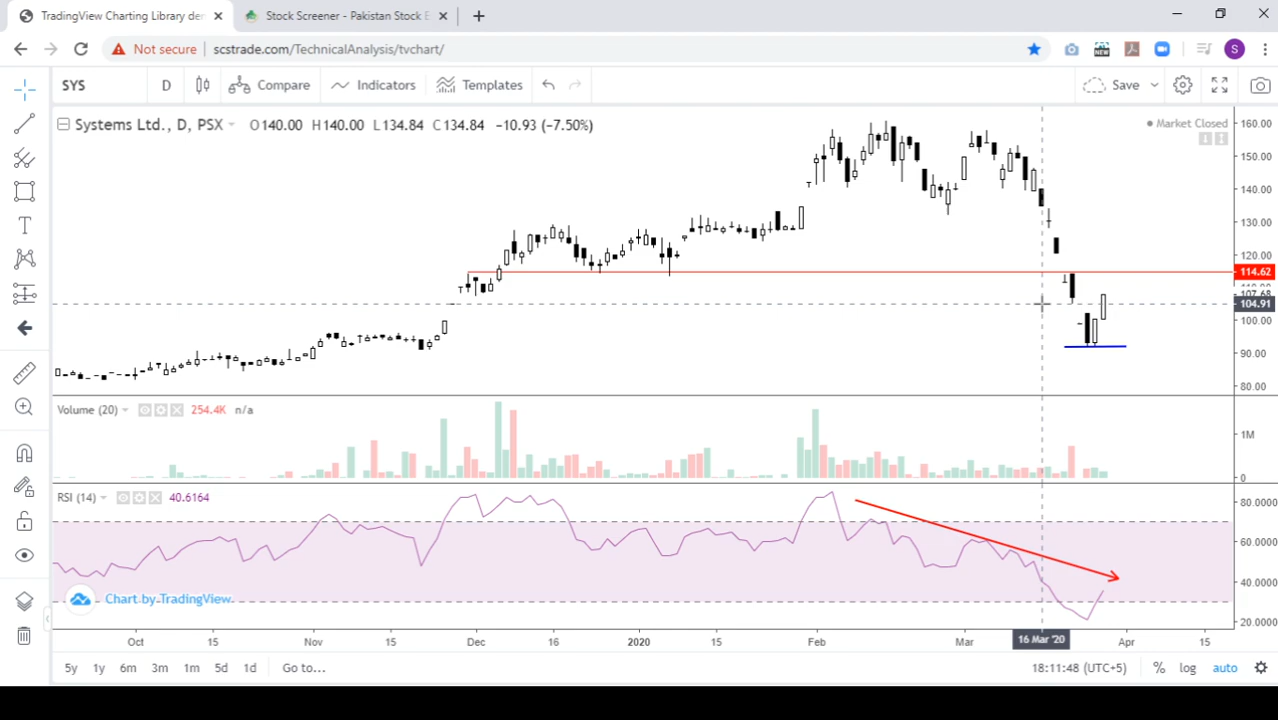 TradingView Charting Library den
Stock Screener - Pakistan Stock E
Not secure scstrade.com/TechnicalAnalysis/tvchart/
NEW
S
SYS D Compare Indicators Templates Save
Systems Ltd., D, PSX O140.00 H140.00 L134.84 C134.84 −10.93 (−7.50%)
Market Closed
160.00
150.00
140.00
130.00
120.00
114.62
107.68
104.91
100.00
90.00
80.00
Volume (20) 254.4K n/a
1M
0
RSI (14) 40.6164
80.0000
60.0000
40.0000
20.0000
Chart by TradingView
Oct 15 Nov 15 Dec 16 2020 15 Feb Mar 16 Mar '20 Apr 15
5y 1y 6m 3m 1m 5d 1d Go to... 18:11:48 (UTC+5) % log auto